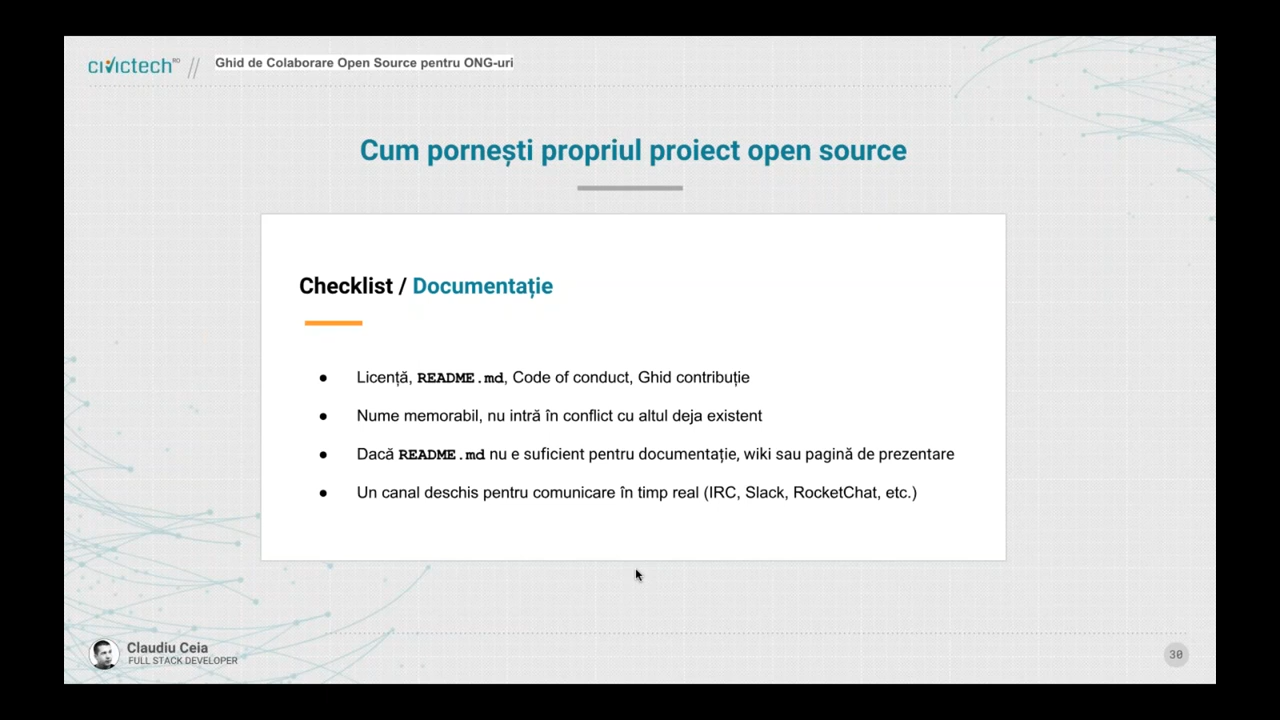 civictech RO // Ghid de Colaborare Open Source pentru ONG-uri
Cum pornești propriul proiect open source
Checklist / Documentație
● Licență, README.md, Code of conduct, Ghid contribuție
● Nume memorabil, nu intră în conflict cu altul deja existent
● Dacă README.md nu e suficient pentru documentație, wiki sau pagină de prezentare
● Un canal deschis pentru comunicare în timp real (IRC, Slack, RocketChat, etc.)
Claudiu Ceia
FULL STACK DEVELOPER
30